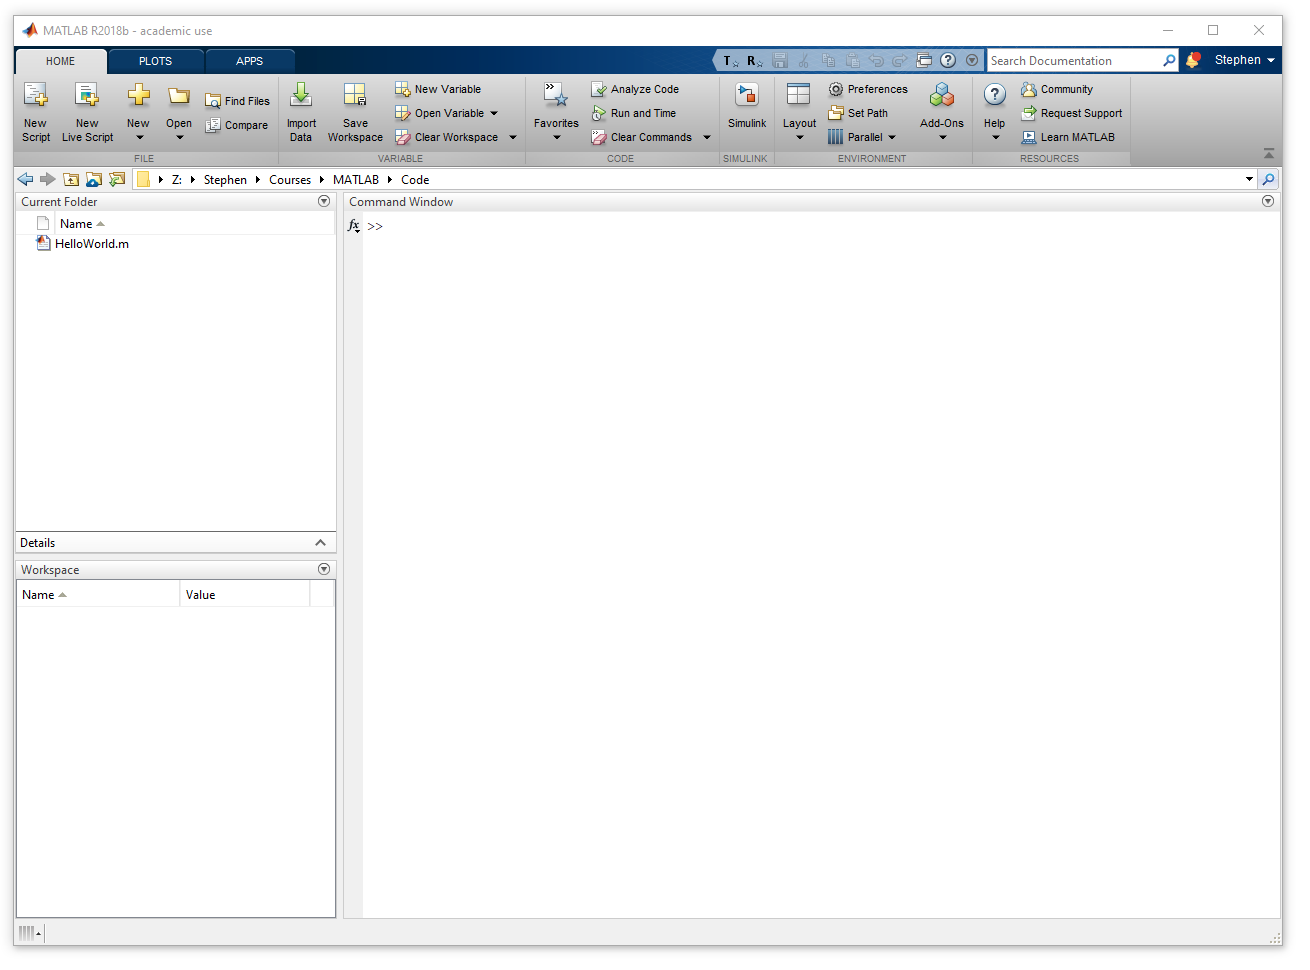 MATLAB R2018b - academic use
HOME PLOTS APPS
Search Documentation
Stephen
New Script
New Live Script
New
Open
Find Files
Compare
FILE
Import Data
Save Workspace
New Variable
Open Variable
Clear Workspace
VARIABLE
Favorites
Analyze Code
Run and Time
Clear Commands
CODE
Simulink
SIMULINK
Layout
Preferences
Set Path
Parallel
Add-Ons
ENVIRONMENT
Help
Community
Request Support
Learn MATLAB
RESOURCES
Z: Stephen Courses MATLAB Code
Current Folder
Name
HelloWorld.m
Details
Workspace
Name Value
Command Window
fx >>